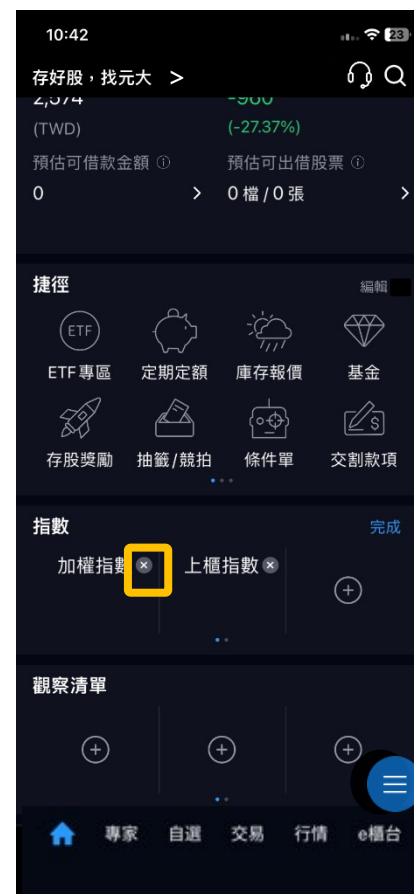 10:42
23
存好股，找元大 >
2,574 -960
(TWD) (-27.37%)
預估可借款金額 預估可出借股票
0 > 0 檔 / 0 張 >
捷徑 編輯
ETF
ETF 專區 定期定額 庫存報價 基金
存股獎勵 抽籤/競拍 條件單 交割款項
指數 完成
加權指數 上櫃指數
觀察清單
專家 自選 交易 行情 e櫃台